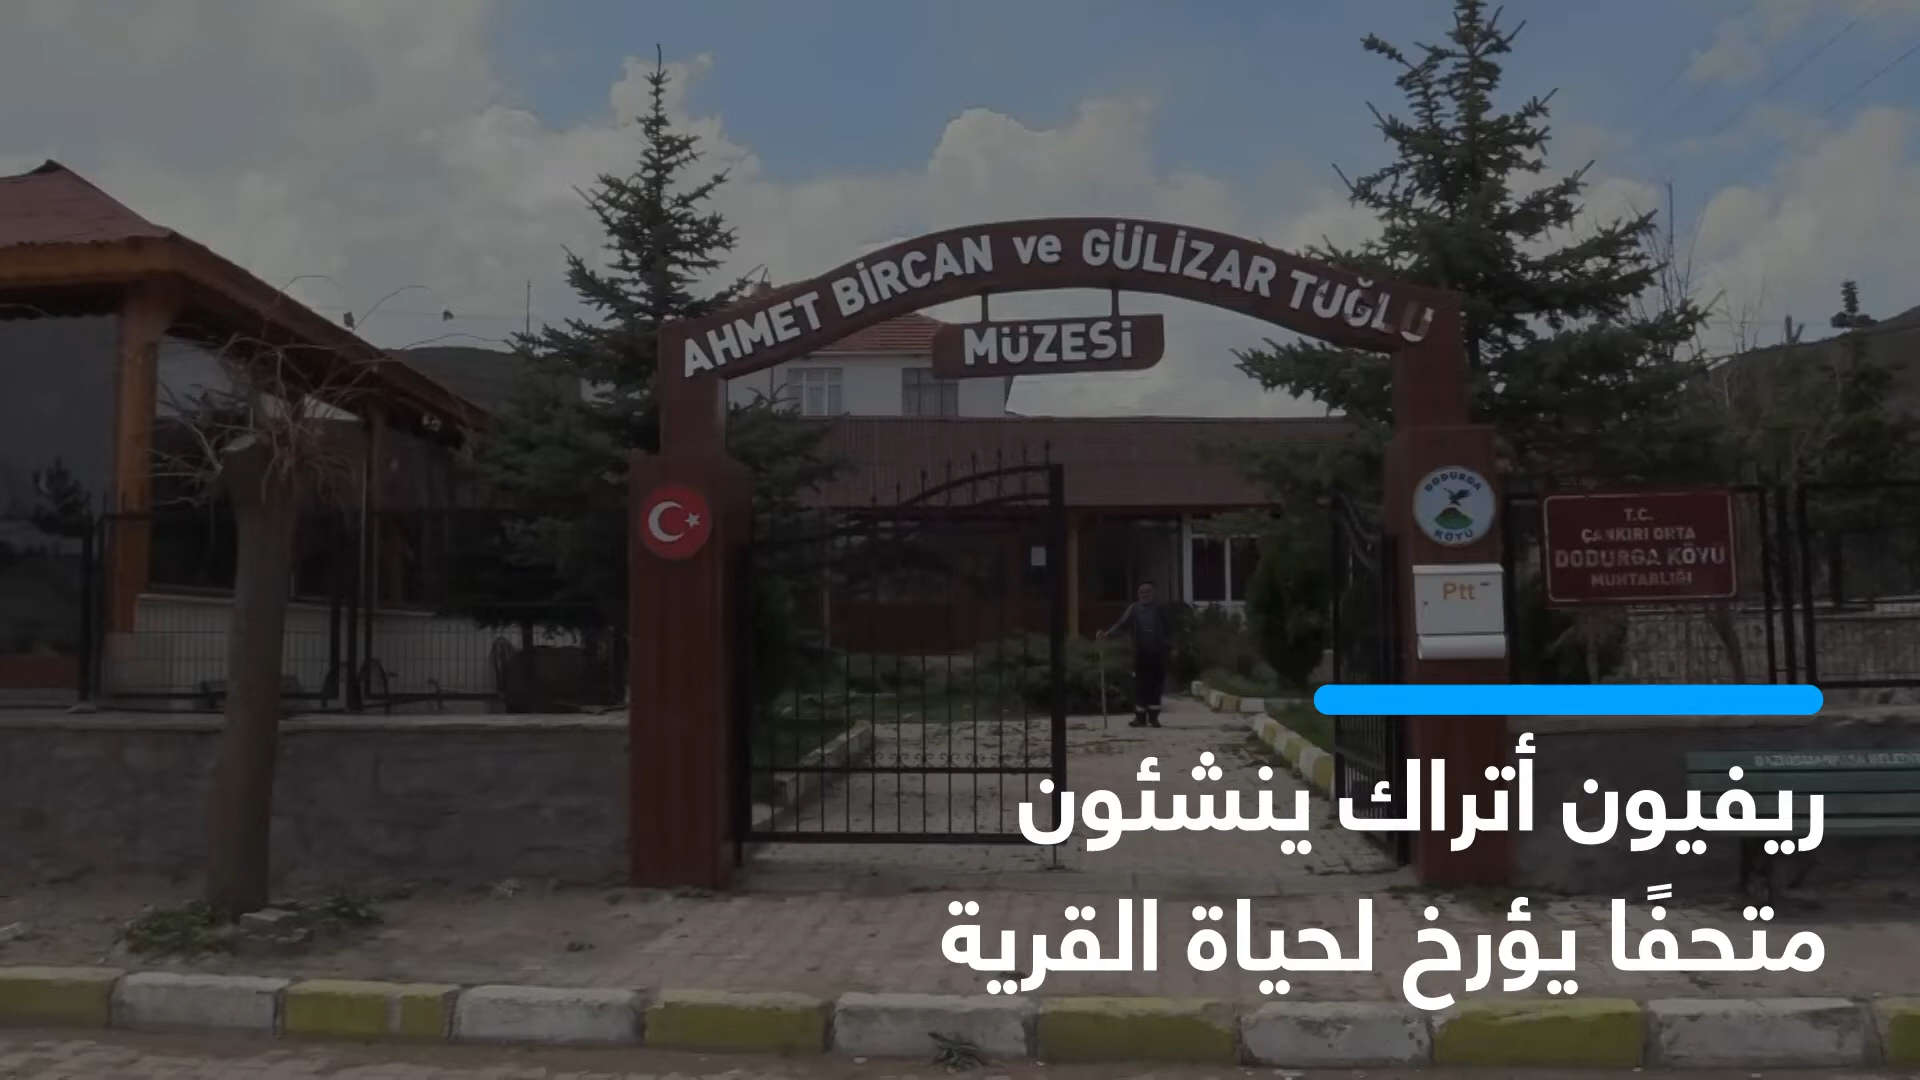 AHMET BİRCAN ve GÜLİZAR TUĞLU
MÜZESİ
DODURGA
KÖYÜ
Ptt
T.C.
ÇANKIRI ORTA
DODURGA KÖYÜ
MUHTARLIĞI
ريفيون أتراك ينشئون
متحفًا يؤرخ لحياة القرية